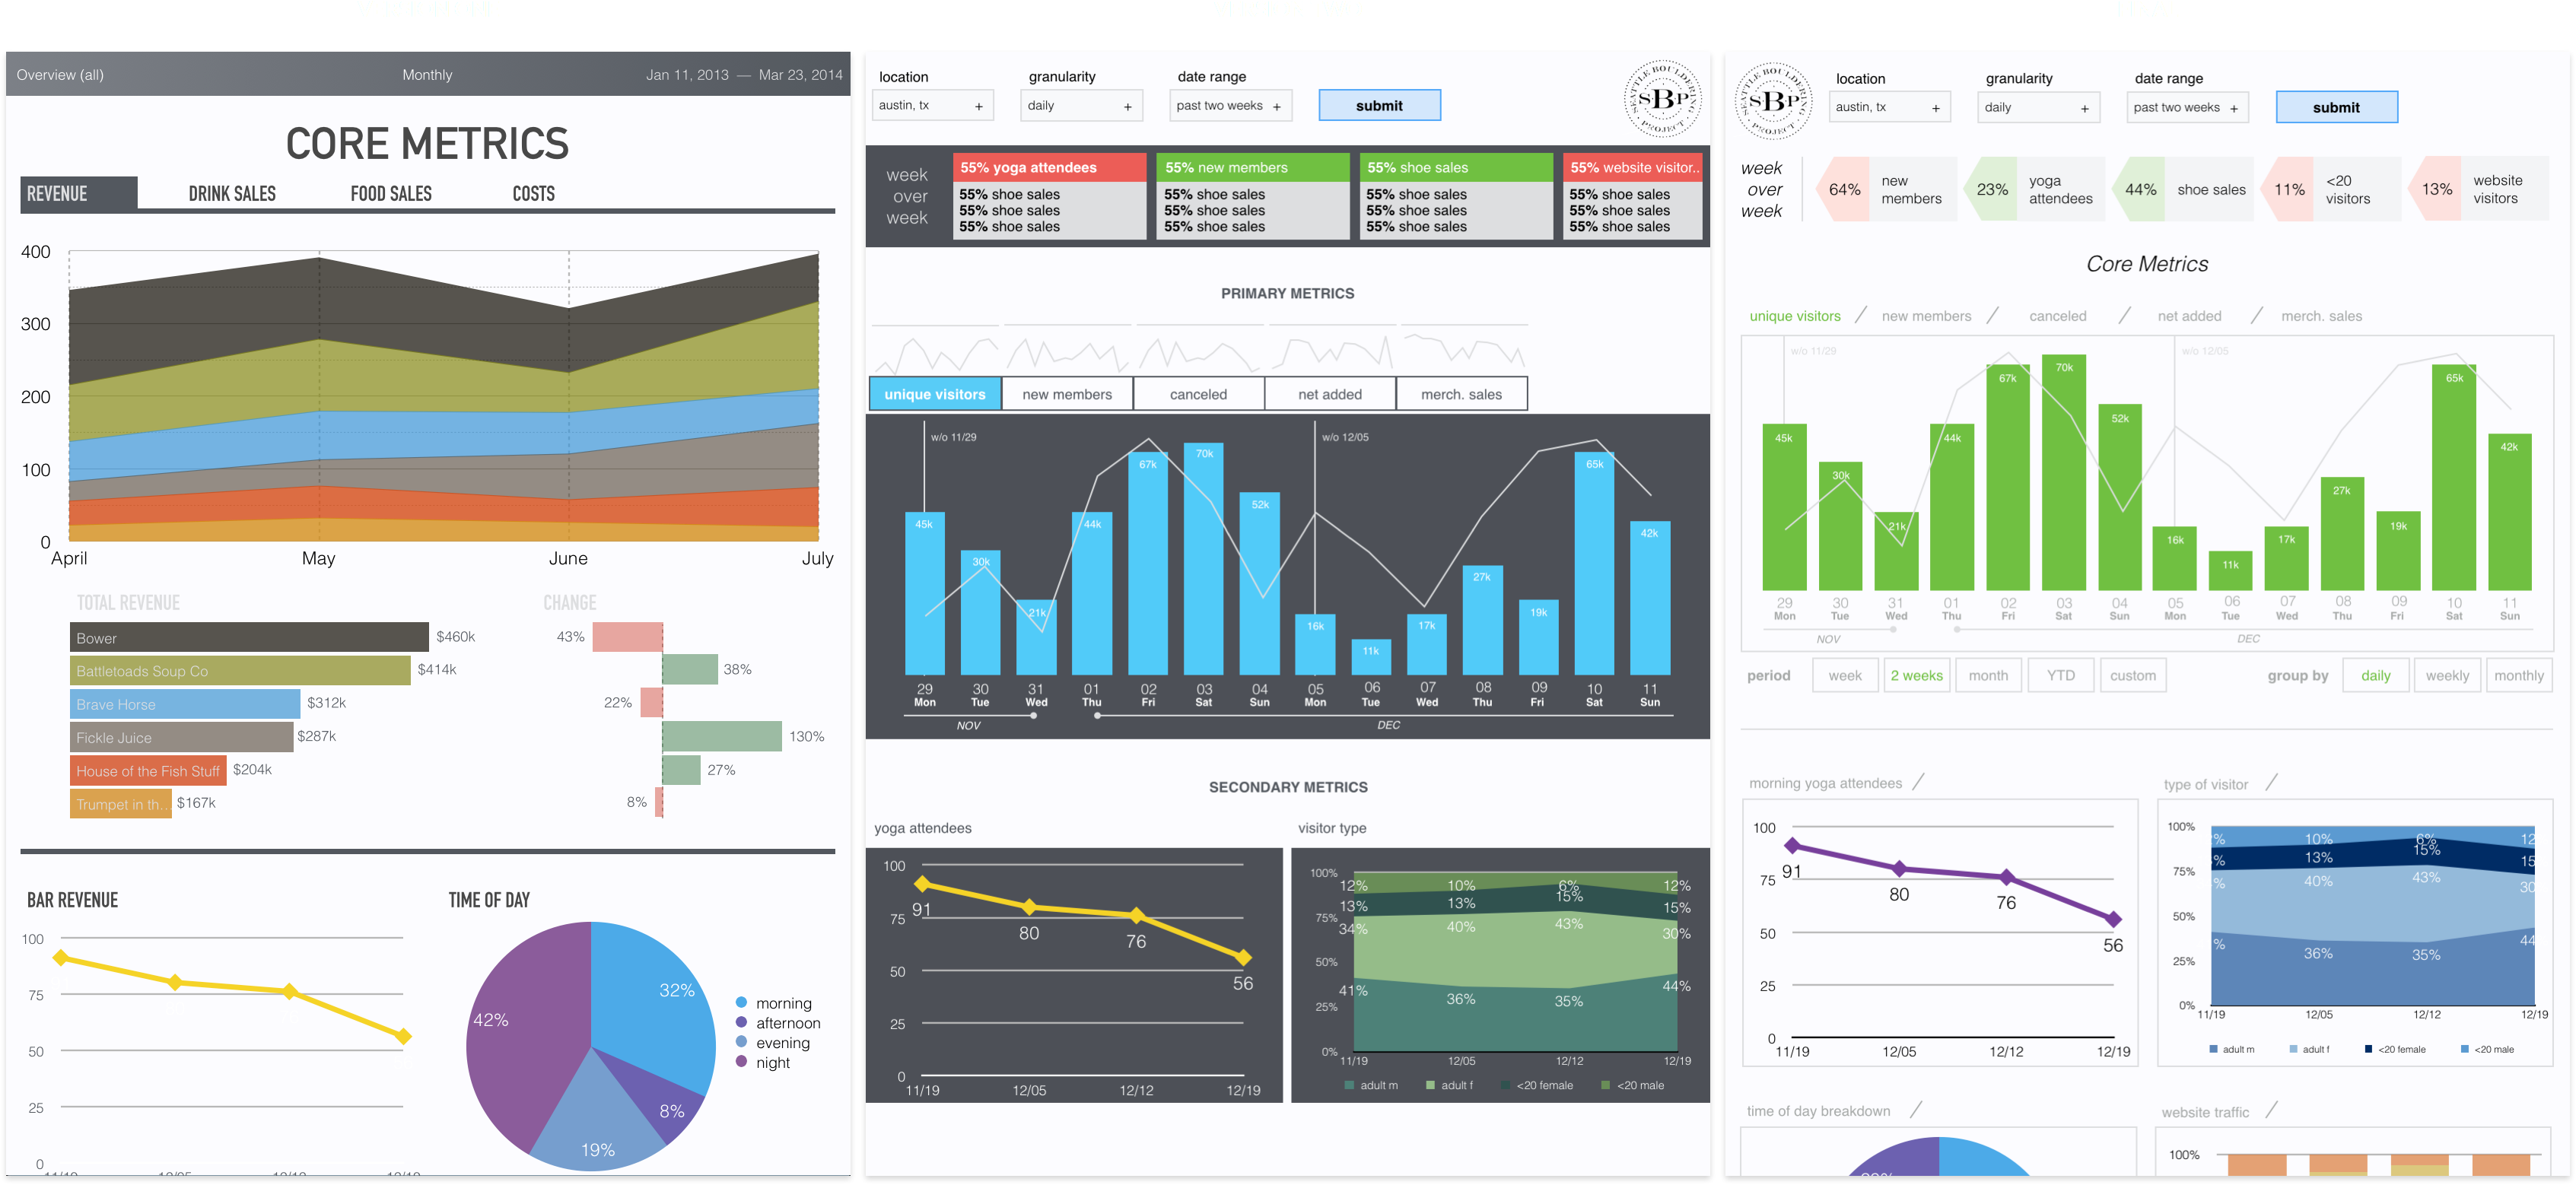 Overview (all)
Monthly
Jan 11, 2013 — Mar 23, 2014
CORE METRICS
REVENUE
DRINK SALES
FOOD SALES
COSTS
400
300
200
100
0
April
May
June
July
TOTAL REVENUE
CHANGE
Bower
$460k
43%
Battletoads Soup Co
$414k
38%
Brave Horse
$312k
22%
Fickle Juice
$287k
130%
House of the Fish Stuff
$204k
27%
Trumpet in th...
$167k
8%
BAR REVENUE
100
75
50
25
0
TIME OF DAY
32%
42%
8%
19%
morning
afternoon
evening
night
location
granularity
date range
austin, tx +
daily +
past two weeks +
submit
SEATTLE BOULDERING
SBP
PROJECT
week
over
week
55% yoga attendees
55% shoe sales
55% shoe sales
55% shoe sales
55% new members
55% shoe sales
55% shoe sales
55% shoe sales
55% shoe sales
55% shoe sales
55% shoe sales
55% shoe sales
55% website visitor..
55% shoe sales
55% shoe sales
55% shoe sales
PRIMARY METRICS
unique visitors
new members
canceled
net added
merch. sales
w/o 11/29
w/o 12/05
45k
30k
21k
44k
67k
70k
52k
16k
11k
17k
27k
19k
65k
42k
29 30 31 01 02 03 04 05 06 07 08 09 10 11
Mon Tue Wed Thu Fri Sat Sun Mon Tue Wed Thu Fri Sat Sun
NOV
DEC
SECONDARY METRICS
yoga attendees
100
75
50
25
0
91
80
76
56
11/19 12/05 12/12 12/19
visitor type
100%
75%
50%
25%
0%
12% 10% 6% 12%
13% 13% 15% 15%
34% 40% 43% 30%
41% 36% 35% 44%
11/19 12/05 12/12 12/19
adult m
adult f
<20 female
<20 male
SEATTLE BOULDERING
SBP
PROJECT
location
granularity
date range
austin, tx +
daily +
past two weeks +
submit
week
over
week
64%
new
members
23%
yoga
attendees
44%
shoe sales
11%
<20
visitors
13%
website
visitors
Core Metrics
unique visitors / new members / canceled / net added / merch. sales
w/o 11/29
w/o 12/05
45k
30k
21k
44k
67k
70k
52k
16k
11k
17k
27k
19k
65k
42k
29 30 31 01 02 03 04 05 06 07 08 09 10 11
Mon Tue Wed Thu Fri Sat Sun Mon Tue Wed Thu Fri Sat Sun
NOV
DEC
period
week
2 weeks
month
YTD
custom
group by
daily
weekly
monthly
morning yoga attendees /
100
75
50
25
0
91
80
76
56
11/19 12/05 12/12 12/19
type of visitor /
100%
75%
50%
25%
0%
% 10% 6% 12
% 13% 15% 15
% 40% 43% 30
% 36% 35% 44
11/19 12/05 12/12 12/19
adult m
adult f
<20 female
<20 male
time of day breakdown /
website traffic /
100%